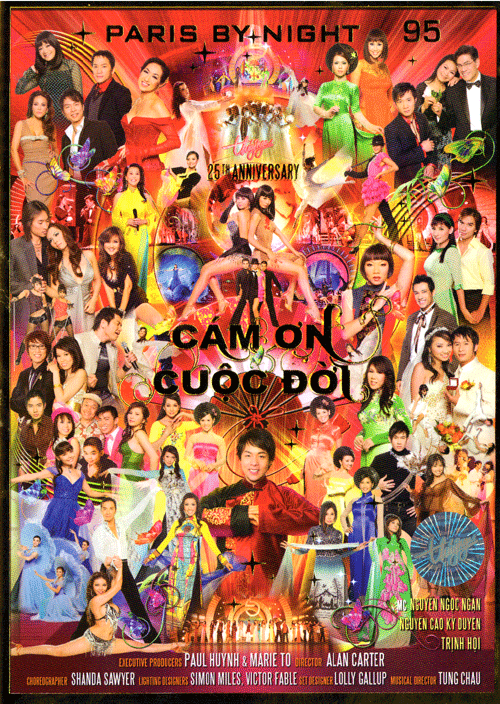 PARIS BY NIGHT 95
Thúy Nga
25TH ANNIVERSARY
CÁM ƠN
CUỘC ĐỜI
MC NGUYEN NGOC NGAN
NGUYEN CAO KY DUYEN
TRINH HOI
EXECUTIVE PRODUCERS PAUL HUYNH & MARIE TO DIRECTOR ALAN CARTER
CHOREOGRAPHER SHANDA SAWYER LIGHTING DESIGNERS SIMON MILES, VICTOR FABLE SET DESIGNER LOLLY GALLUP MUSICAL DIRECTOR TUNG CHAU